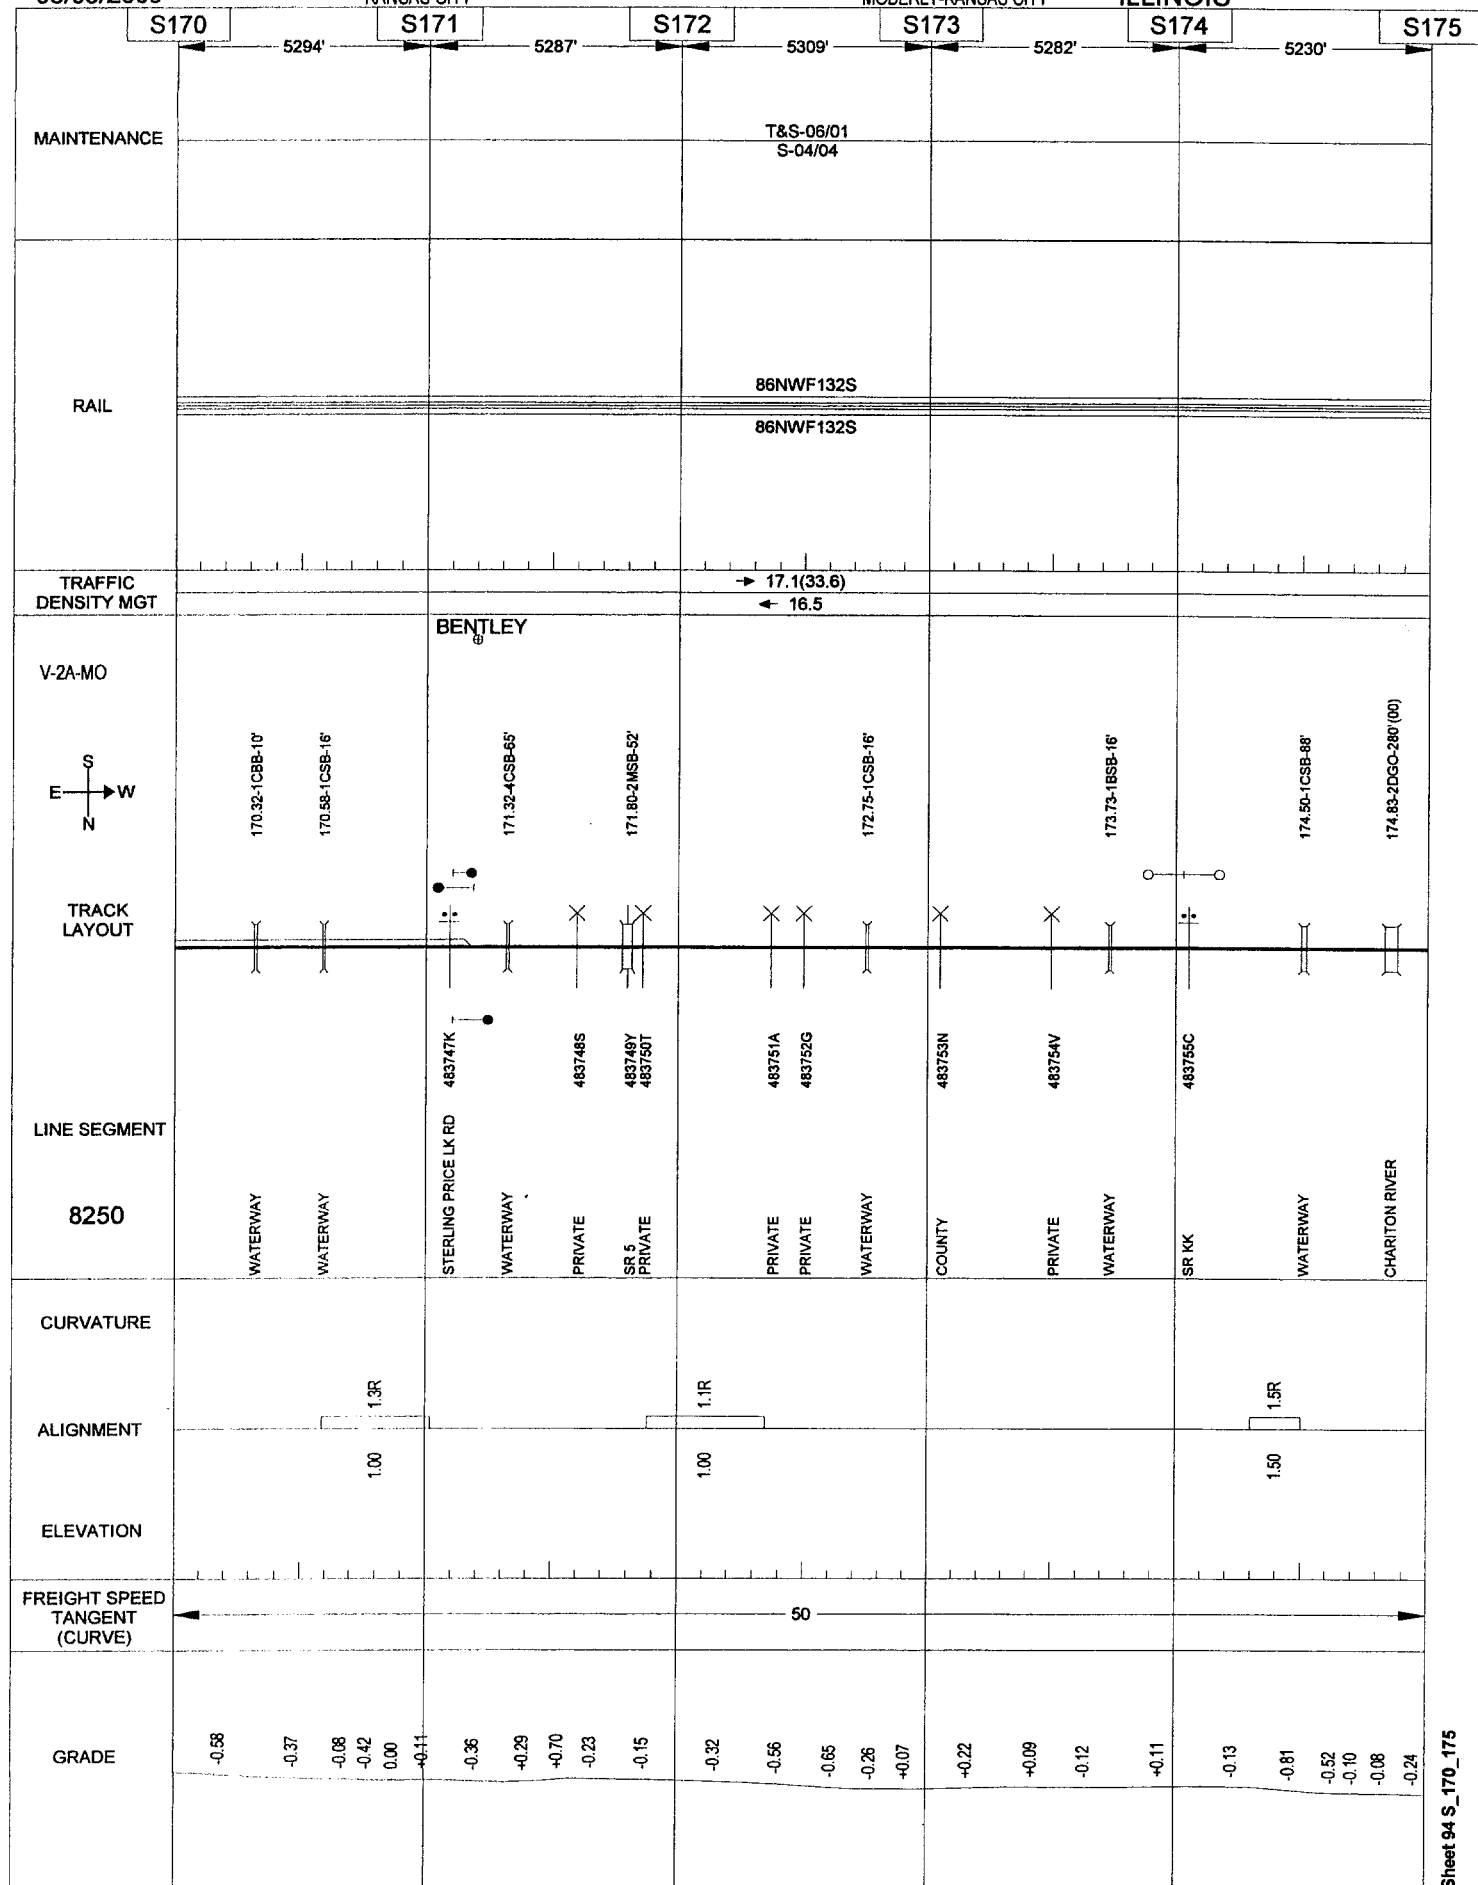 KANSAS CITY
MOBERLY-KANSAS CITY
ILLINOIS
S170 S171 S172 S173 S174 S175
5294' 5287' 5309' 5282' 5230'
MAINTENANCE
T&S-06/01
S-04/04
RAIL
86NWF132S
86NWF132S
TRAFFIC
DENSITY MGT
17.1(33.6)
16.5
BENTLEY
V-2A-MO
S
E W
N
170.32-1CBB-10'
170.58-1CSB-16'
171.32-4CSB-65'
171.80-2MSB-52'
172.75-1CSB-16'
173.73-1BSB-16'
174.50-1CSB-88'
174.83-2DGO-280'(00)
TRACK
LAYOUT
483747K
483748S
483749Y
483750T
483751A
483752G
483753N
483754V
483755C
LINE SEGMENT
8250
WATERWAY
WATERWAY
STERLING PRICE LK RD
WATERWAY
PRIVATE
SR 5
PRIVATE
PRIVATE
PRIVATE
WATERWAY
COUNTY
PRIVATE
WATERWAY
SR KK
WATERWAY
CHARITON RIVER
CURVATURE
1.3R 1.1R 1.5R
ALIGNMENT
1.00 1.00 1.50
ELEVATION
FREIGHT SPEED
TANGENT
(CURVE)
50
GRADE
-0.58
-0.37
-0.08
-0.42
0.00
+0.11
-0.36
+0.29
+0.70
-0.23
-0.15
-0.32
-0.56
-0.65
-0.26
+0.07
+0.22
+0.09
-0.12
+0.11
-0.13
-0.81
-0.52
-0.10
-0.08
-0.24
Sheet 94 S_170_175